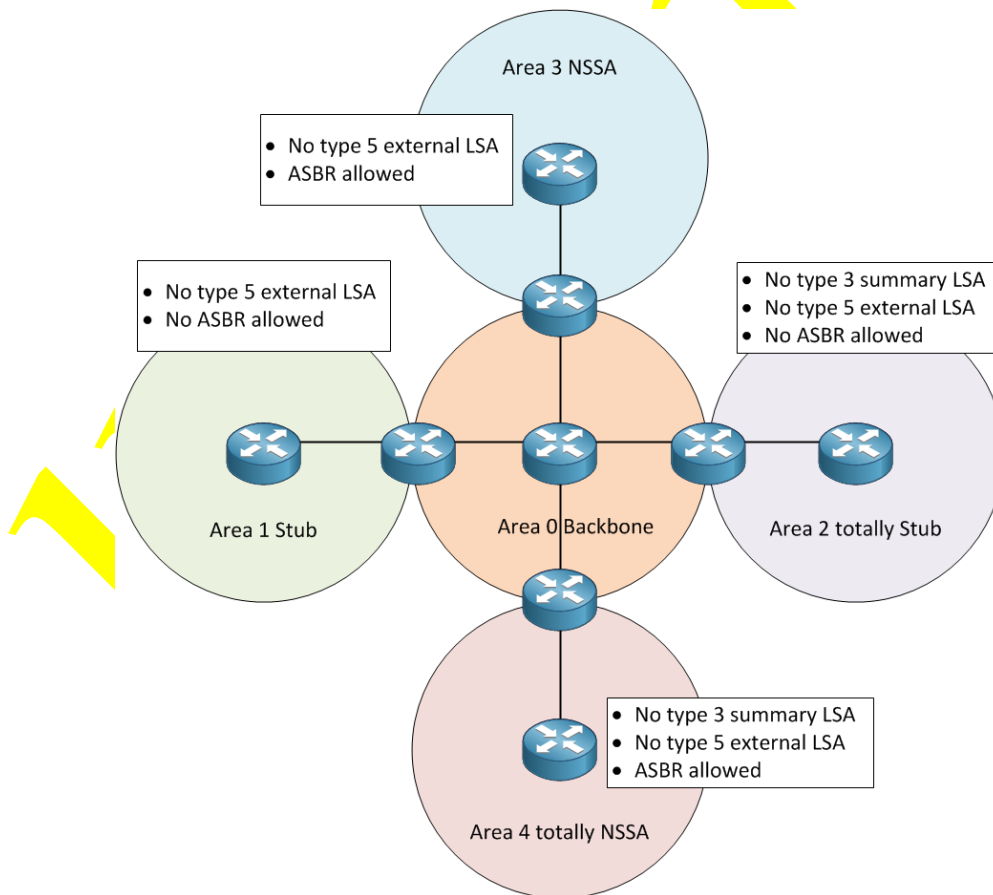 Area 3 NSSA
• No type 5 external LSA
• ASBR allowed
• No type 5 external LSA
• No ASBR allowed
• No type 3 summary LSA
• No type 5 external LSA
• No ASBR allowed
Area 1 Stub
Area 0 Backbone
Area 2 totally Stub
• No type 3 summary LSA
• No type 5 external LSA
• ASBR allowed
Area 4 totally NSSA